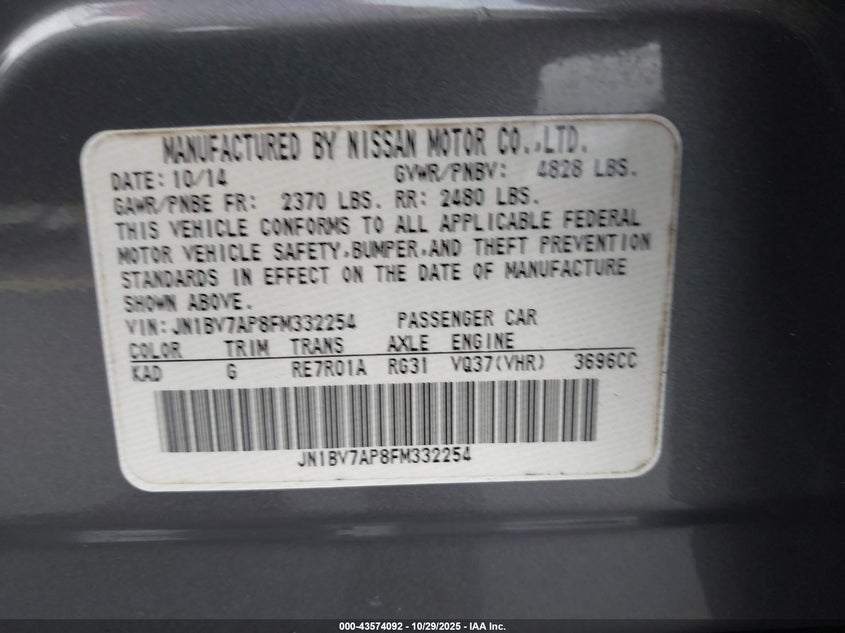 MANUFACTURED BY NISSAN MOTOR CO.,LTD.
DATE: 10/14 GVWR/PNBV: 4828 LBS.
GAWR/PNBE FR: 2370 LBS. RR: 2480 LBS.
THIS VEHICLE CONFORMS TO ALL APPLICABLE FEDERAL
MOTOR VEHICLE SAFETY,BUMPER,AND THEFT PREVENTION
STANDARDS IN EFFECT ON THE DATE OF MANUFACTURE
SHOWN ABOVE.
VIN: JN1BV7AP8FM332254 PASSENGER CAR
COLOR TRIM TRANS AXLE ENGINE
KAD G RE7R01A RG31 VQ37(VHR) 3696CC
JN1BV7AP8FM332254
000-43574092 - 10/29/2025 - IAA Inc.